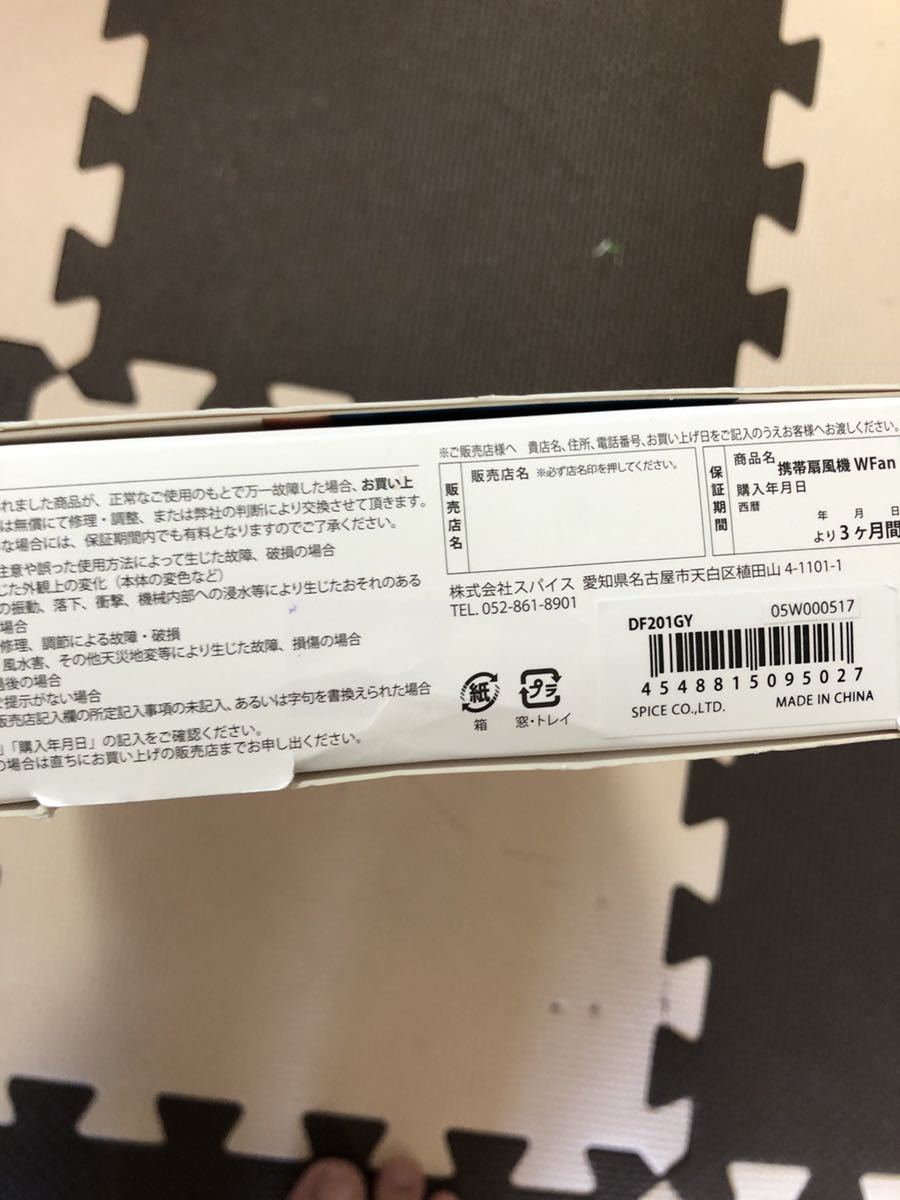 れました商品が、正常なご使用のもとで万一故障した場合、お買い上
は無償にて修理・調整、または弊社の判断により交換させて頂きます。
な場合には、保証期間内でも有料となりますのでご了承ください。
注意や誤った使用方法によって生じた故障、破損の場合
じた外観上の変化（本体の変色など）
の振動、落下、衝撃、機械内部への浸水等により生じたおそれのある
場合
修理、調節による故障・破損
風水害、その他天災地変等により生じた故障、損傷の場合
過後の場合
ご提示がない場合
販売店記入欄の所定記入事項の未記入、あるいは字句を書換えられた場合
」「購入年月日」の記入をご確認ください。
の場合は直ちにお買い上げの販売店までお申し出ください。
※ご販売店様へ 貴店名、住所、電話番号、お買い上げ日をご記入のうえお客様へお渡しください。
販売店名
販売店名 ※必ず店名印を押してください。
保証期間
商品名 携帯扇風機 WFan
購入年月日
西暦
年 月 日
より3ヶ月間
株式会社スパイス 愛知県名古屋市天白区植田山 4-1101-1
TEL. 052-861-8901
紙
箱
プラ
窓・トレイ
DF201GY 05W000517
4548815095027
SPICE CO.,LTD. MADE IN CHINA